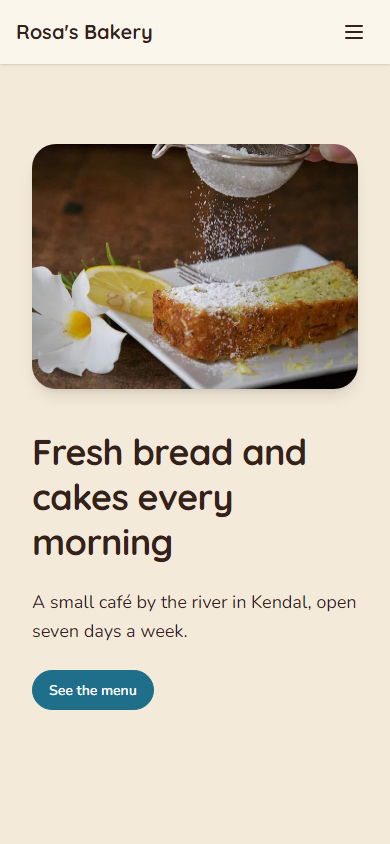 Rosa's Bakery
Fresh bread and
cakes every
morning
A small café by the river in Kendal, open
seven days a week.
See the menu